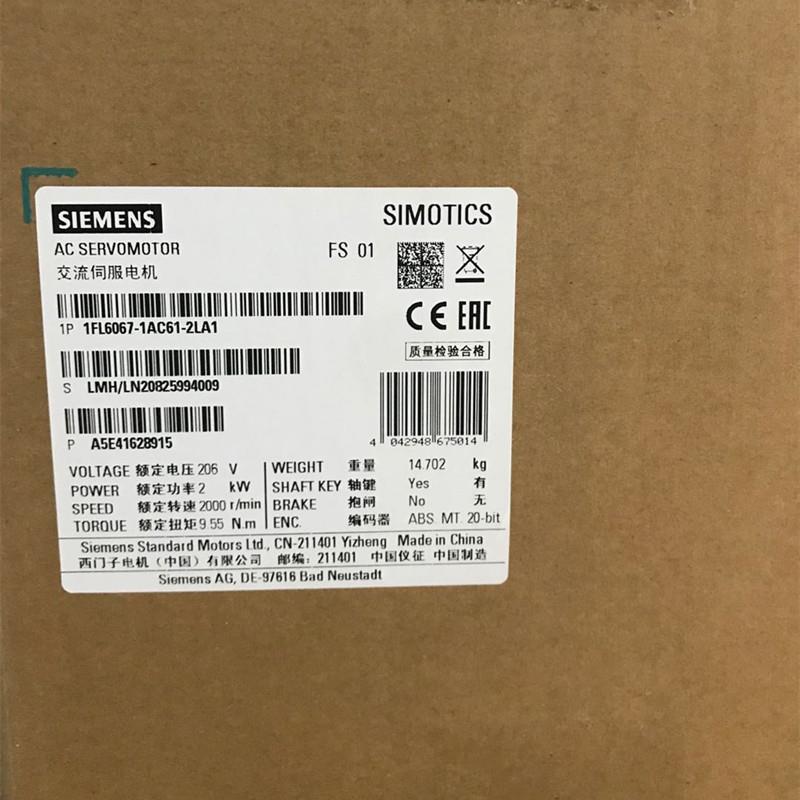 SIEMENS
SIMOTICS
AC SERVOMOTOR
FS 01
交流伺服电机
CE EAC
1P 1FL6067-1AC61-2LA1
质量检验合格
S LMH/LN20825994009
P A5E41628915
4 042948 675014
VOLTAGE 额定电压 206 V
POWER 额定功率 2 kW
SPEED 额定转速 2000 r/min
TORQUE 额定扭矩 9.55 N.m
WEIGHT 重量 14.702 kg
SHAFT KEY 轴键 Yes 有
BRAKE 抱闸 No 无
ENC. 编码器 ABS. MT. 20-bit
Siemens Standard Motors Ltd., CN-211401 Yizheng Made in China
西门子电机（中国）有限公司 邮编：211401 中国仪征 中国制造
Siemens AG, DE-97616 Bad Neustadt